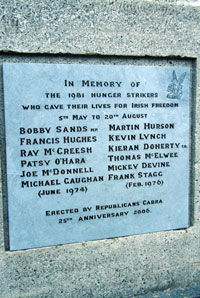 IN MEMORY OF
THE 1981 HUNGER STRIKERS
WHO GAVE THEIR LIVES FOR IRISH FREEDOM
5TH MAY TO 20TH AUGUST
BOBBY SANDS MP MARTIN HURSON
FRANCIS HUGHES KEVIN LYNCH
RAY MCCREESH KIERAN DOHERTY TD
PATSY O'HARA THOMAS MCELWEE
JOE MCDONNELL MICKEY DEVINE
MICHAEL GAUGHAN FRANK STAGG
(JUNE 1974) (FEB. 1976)
ERECTED BY REPUBLICANS CABRA
25TH ANNIVERSARY 2006.